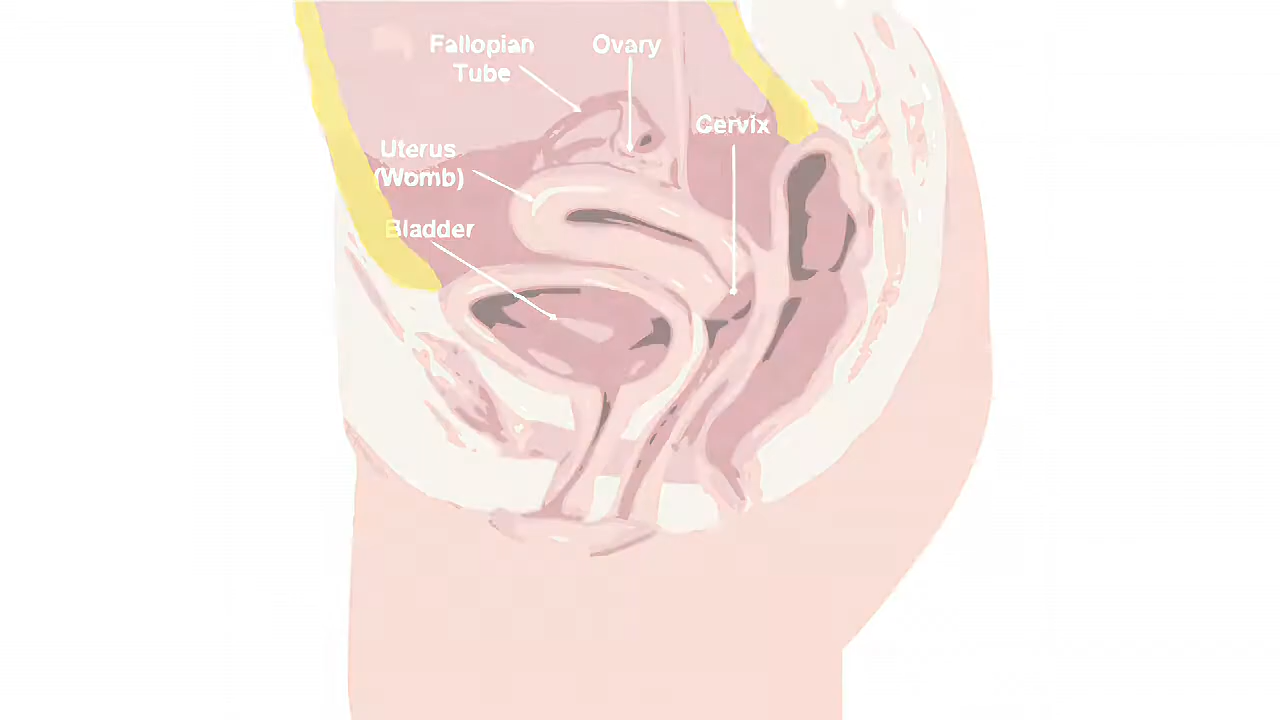 Fallopian
Tube
Ovary
Cervix
Uterus
(Womb)
Bladder